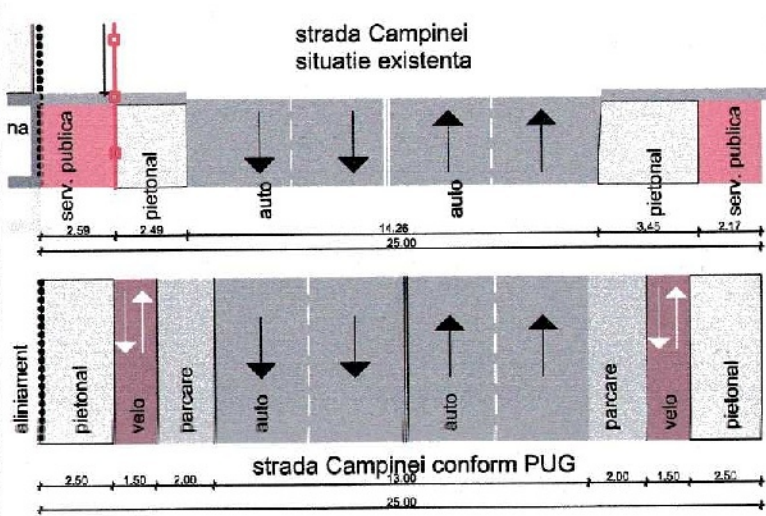 strada Campinei
situatie existenta
na
serv. publica
pietonal
auto
auto
pietonal
serv. publica
2.59
2.49
14.26
3.45
2.17
25.00
aliniament
pietonal
velo
parcare
auto
auto
parcare
velo
pietonal
strada Campinei conform PUG
2.50
1.50
2.00
13.00
2.00
1.50
2.50
25.00